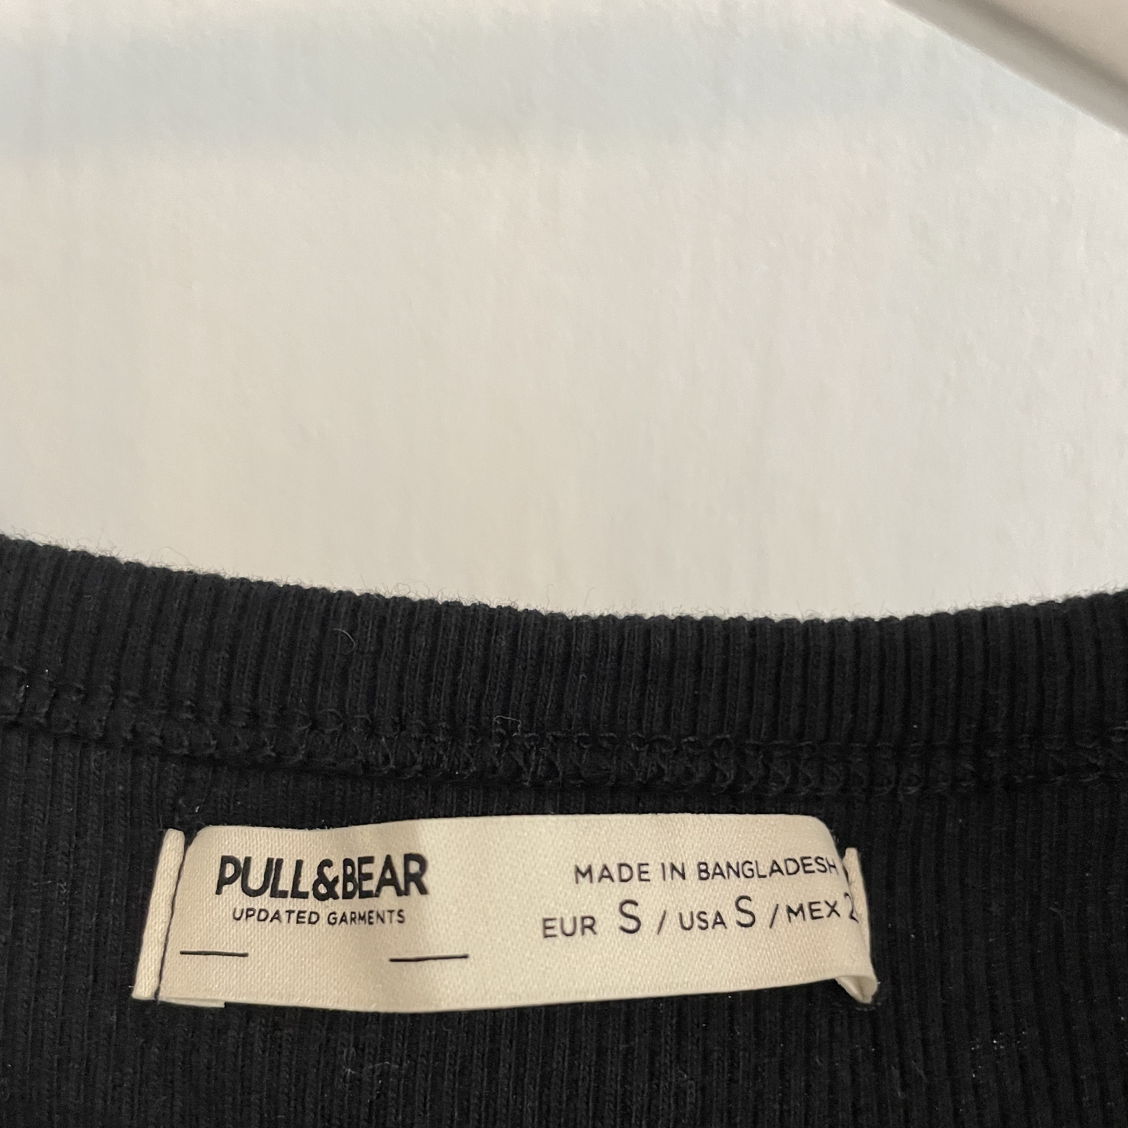 PULL&BEAR
UPDATED GARMENTS
MADE IN BANGLADESH
EUR S / USA S / MEX